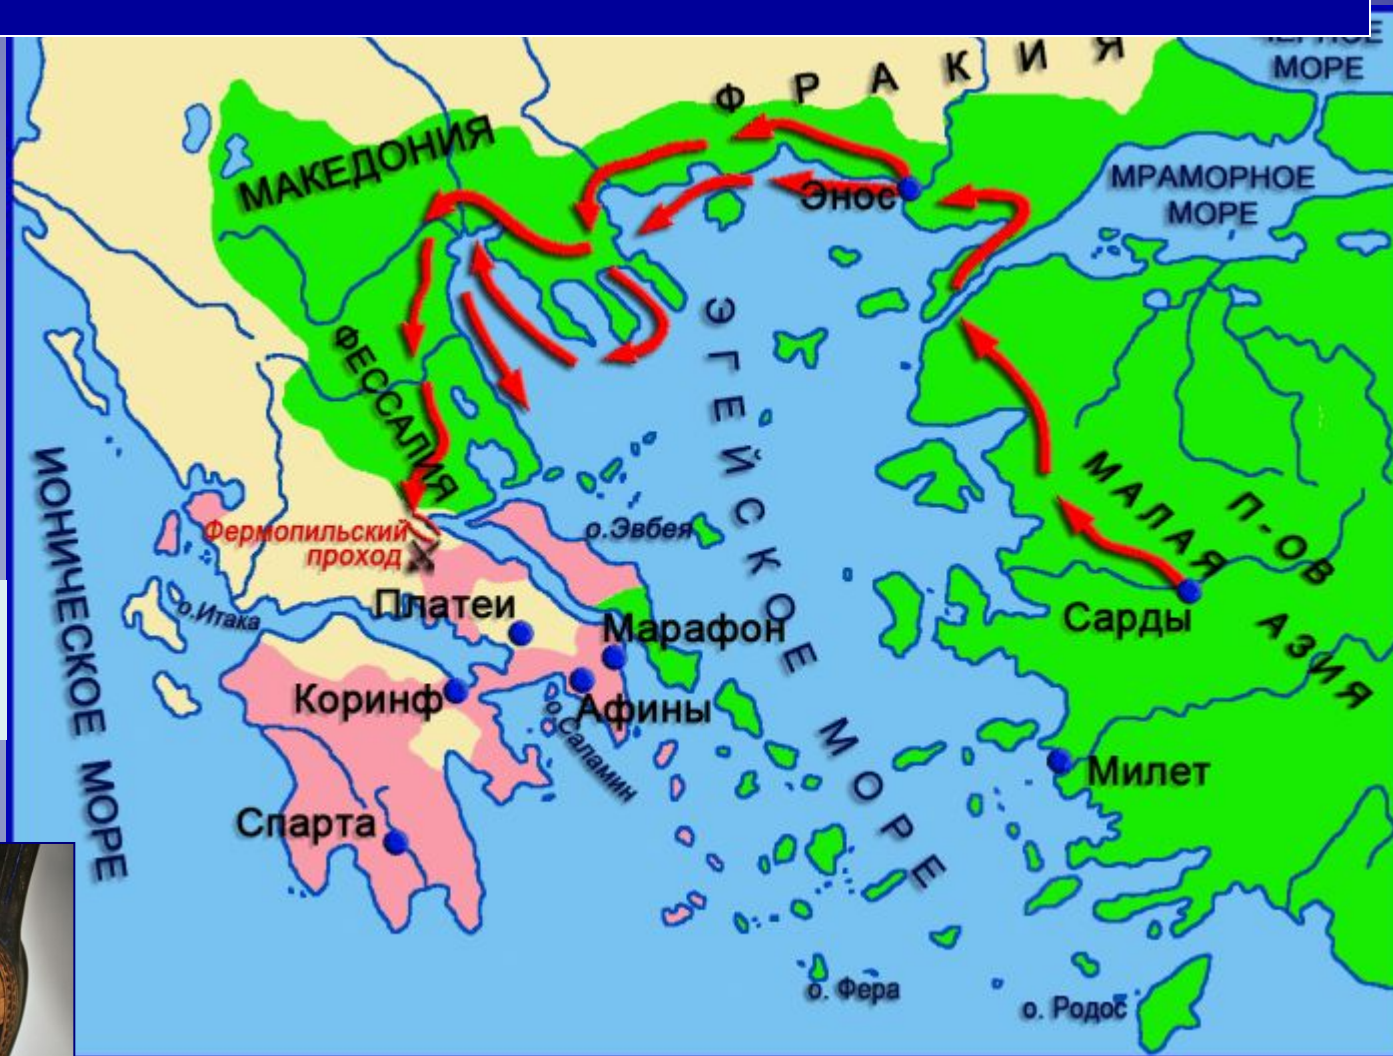 ЧЕРНОЕ
МОРЕ
ФРАКИЯ
МАКЕДОНИЯ
МРАМОРНОЕ
МОРЕ
Энос
ФЕССАЛИЯ
ЭГЕЙСКОЕ МОРЕ
ИОНИЧЕСКОЕ МОРЕ
МАЛАЯ
П-ОВ
АЗИЯ
Фермопильский
проход
о.Эвбея
Платеи
о.Итака
Марафон
Сарды
Коринф
Афины
о.Саламин
Милет
Спарта
о. Фера
о. Родос